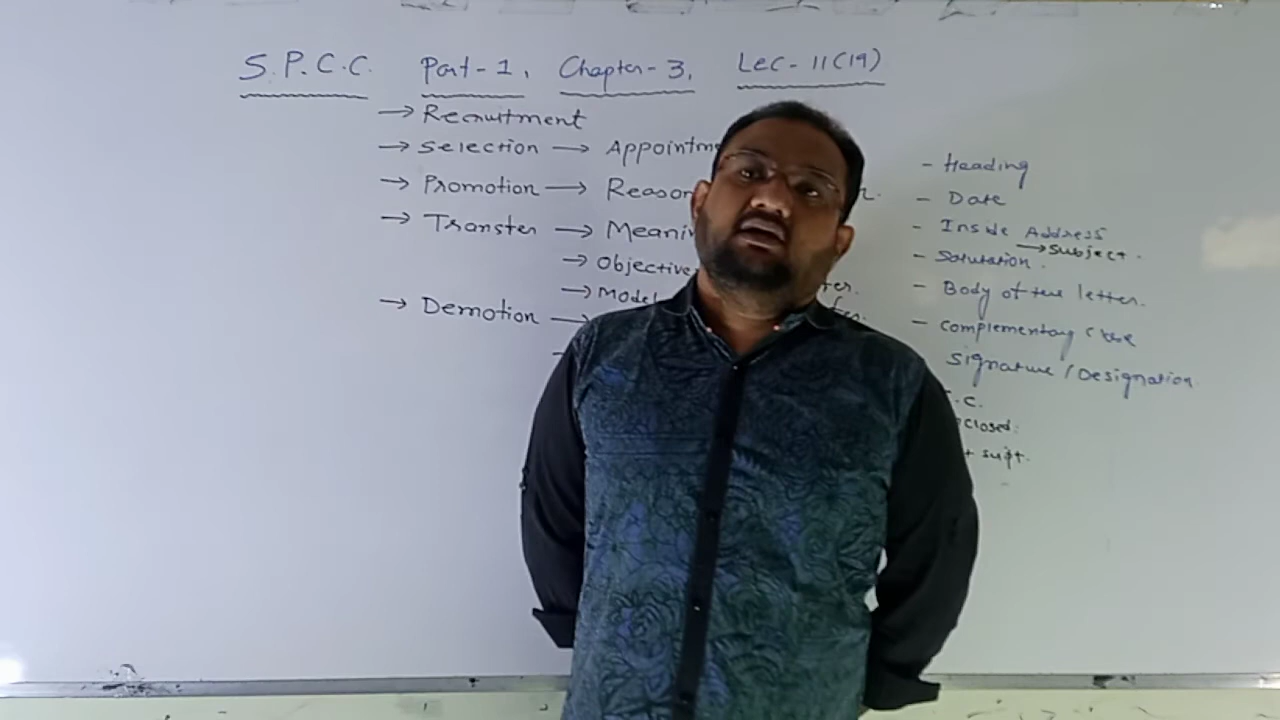 S.P.C.C. Part-1, Chapter-3, Lec-11(19)
→ Recruitment
→ Selection → Appointm
→ Promotion → Reaso
→ Transfer → Meani
→ Objective
→ Model
→ Demotion →
- Heading
- Date
- Inside Address
→ Subject.
- Salutation.
- Body of the letter.
- Complementary Close
Signature / Designation
.C.
closed.